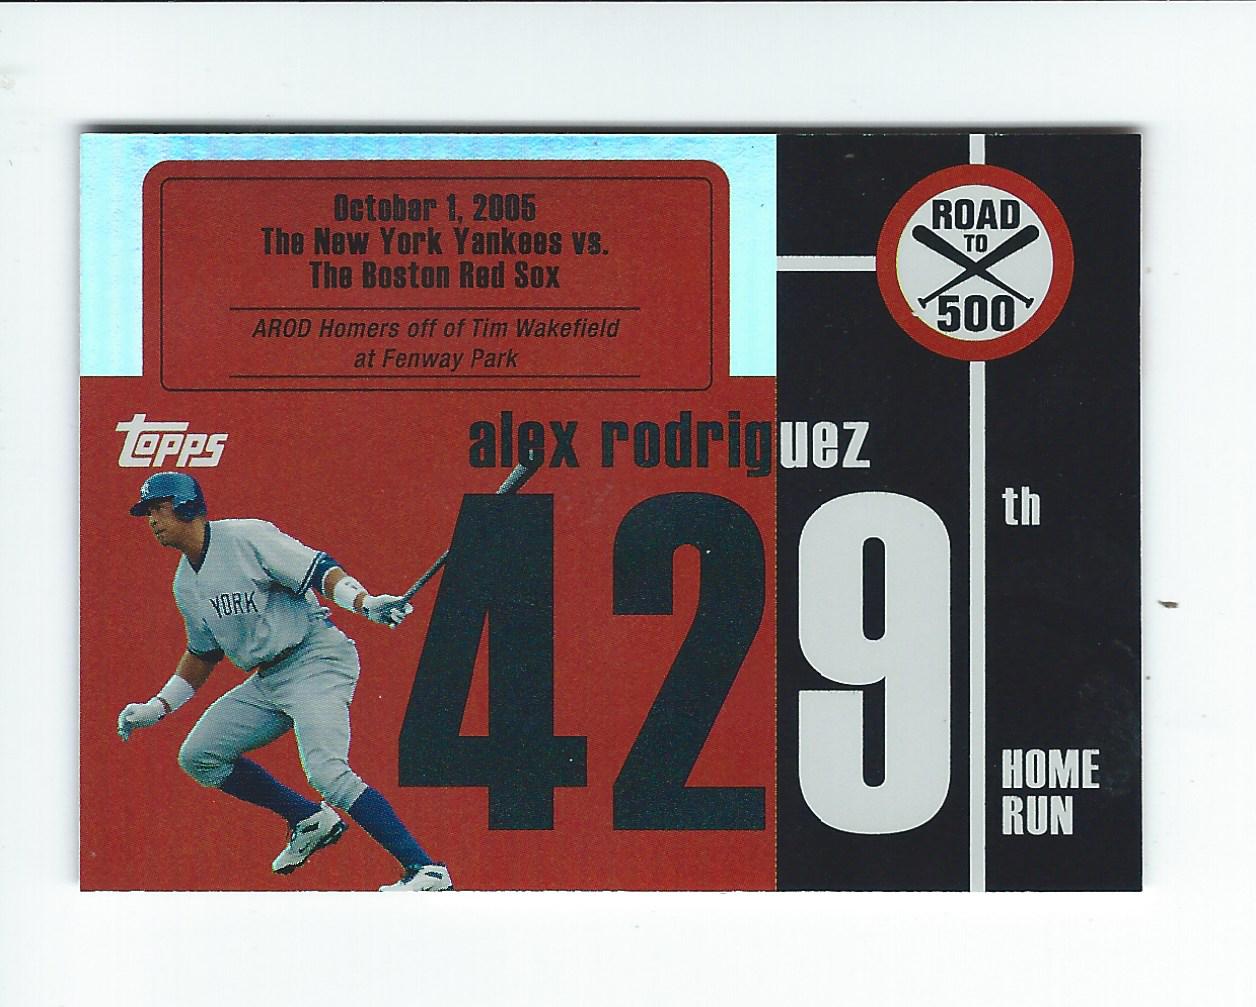 October 1, 2005
The New York Yankees vs.
The Boston Red Sox
AROD Homers off of Tim Wakefield
at Fenway Park
ROAD
TO
500
topps
alex rodriguez
429
th
HOME
RUN
YORK